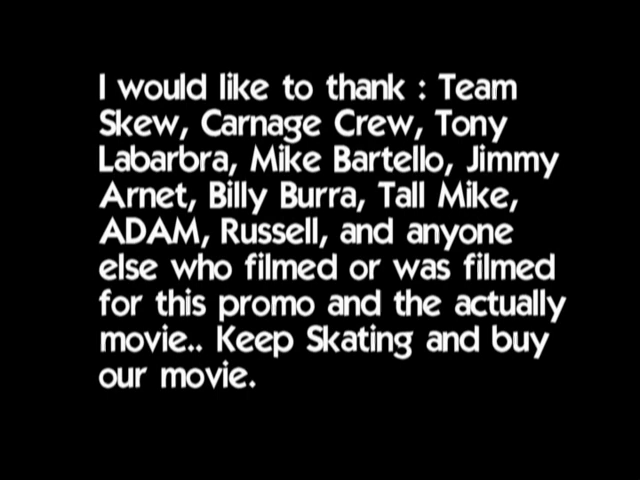 I would like to thank : Team
Skew, Carnage Crew, Tony
Labarbra, Mike Bartello, Jimmy
Arnet, Billy Burra, Tall Mike,
ADAM, Russell, and anyone
else who filmed or was filmed
for this promo and the actually
movie.. Keep Skating and buy
our movie.